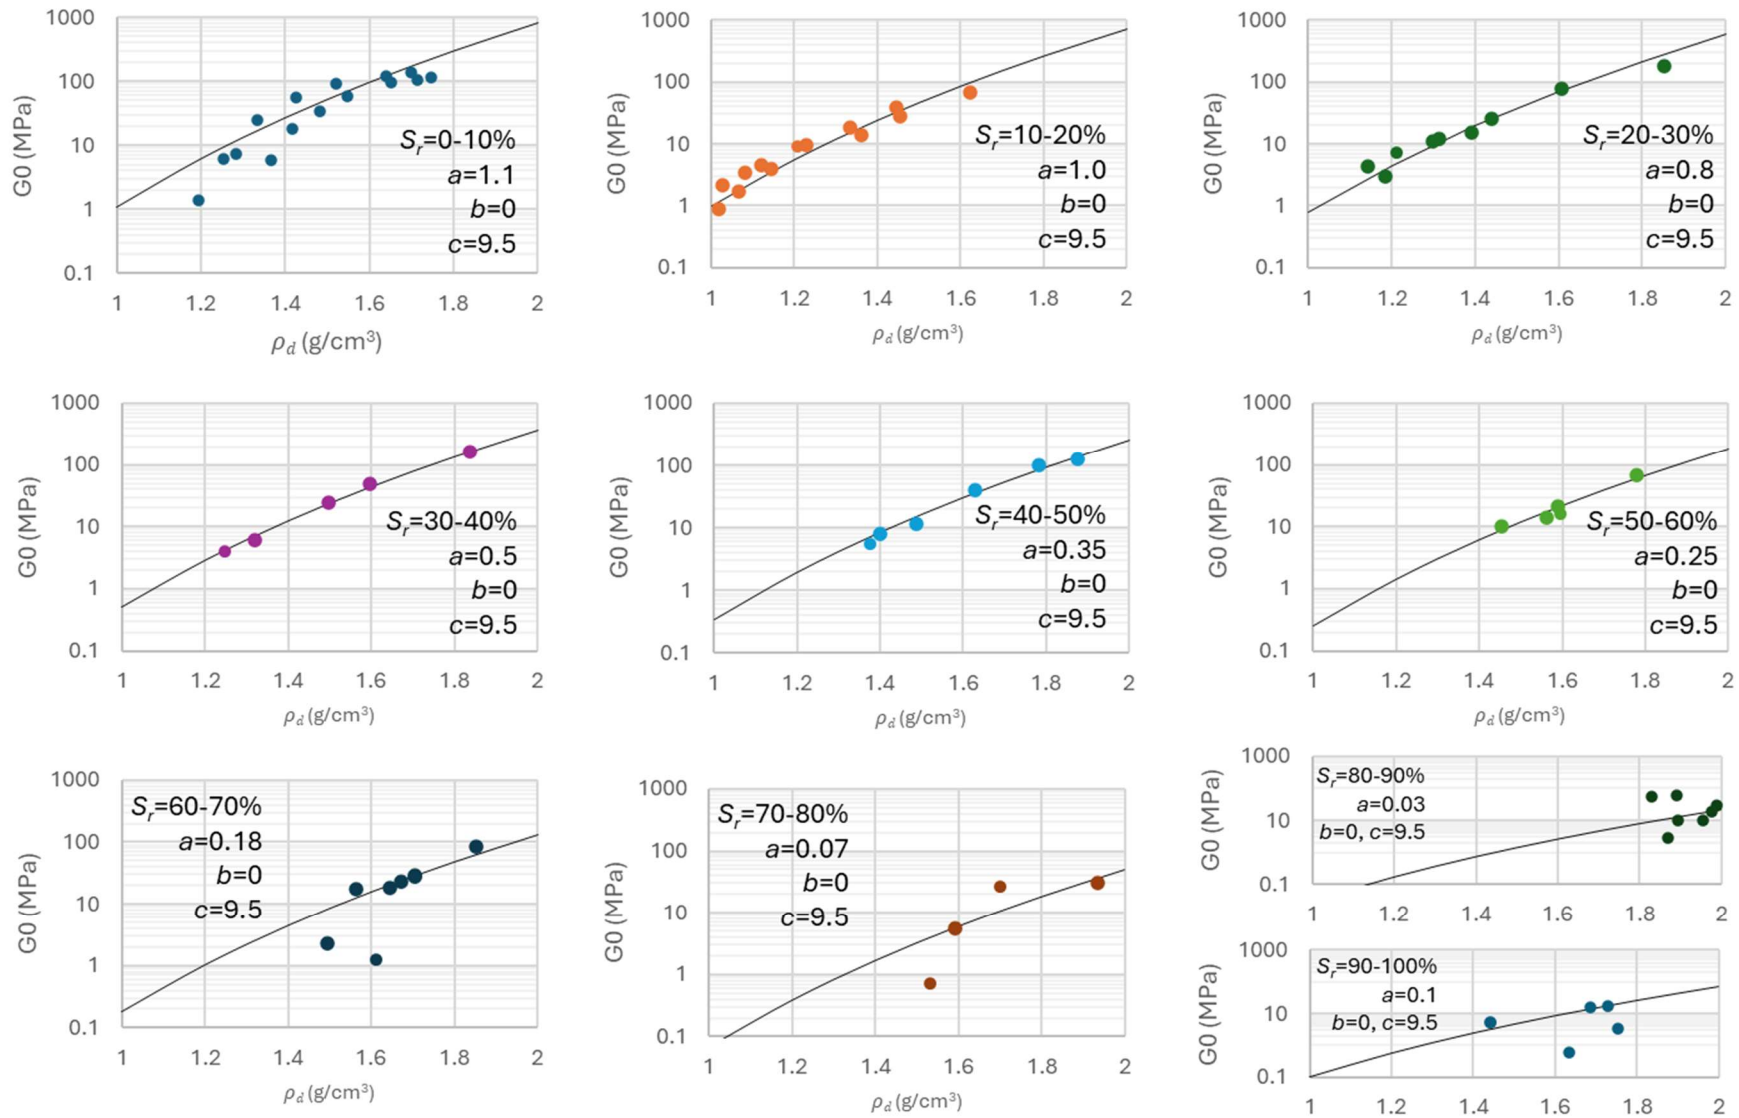 1000
100
10
1
0.1
G0 (MPa)
Sr=0-10%
a=1.1
b=0
c=9.5
1 1.2 1.4 1.6 1.8 2
ρd (g/cm³)
1000
100
10
1
0.1
G0 (MPa)
Sr=10-20%
a=1.0
b=0
c=9.5
1 1.2 1.4 1.6 1.8 2
ρd (g/cm³)
1000
100
10
1
0.1
G0 (MPa)
Sr=20-30%
a=0.8
b=0
c=9.5
1 1.2 1.4 1.6 1.8 2
ρd (g/cm³)
1000
100
10
1
0.1
G0 (MPa)
Sr=30-40%
a=0.5
b=0
c=9.5
1 1.2 1.4 1.6 1.8 2
ρd (g/cm³)
1000
100
10
1
0.1
G0 (MPa)
Sr=40-50%
a=0.35
b=0
c=9.5
1 1.2 1.4 1.6 1.8 2
ρd (g/cm³)
1000
100
10
1
0.1
G0 (MPa)
Sr=50-60%
a=0.25
b=0
c=9.5
1 1.2 1.4 1.6 1.8 2
ρd (g/cm³)
1000
100
10
1
0.1
G0 (MPa)
Sr=60-70%
a=0.18
b=0
c=9.5
1 1.2 1.4 1.6 1.8 2
ρd (g/cm³)
1000
100
10
1
0.1
G0 (MPa)
Sr=70-80%
a=0.07
b=0
c=9.5
1 1.2 1.4 1.6 1.8 2
ρd (g/cm³)
1000
10
0.1
G0 (MPa)
Sr=80-90%
a=0.03
b=0, c=9.5
1 1.2 1.4 1.6 1.8 2
1000
10
0.1
G0 (MPa)
Sr=90-100%
a=0.1
b=0, c=9.5
1 1.2 1.4 1.6 1.8 2